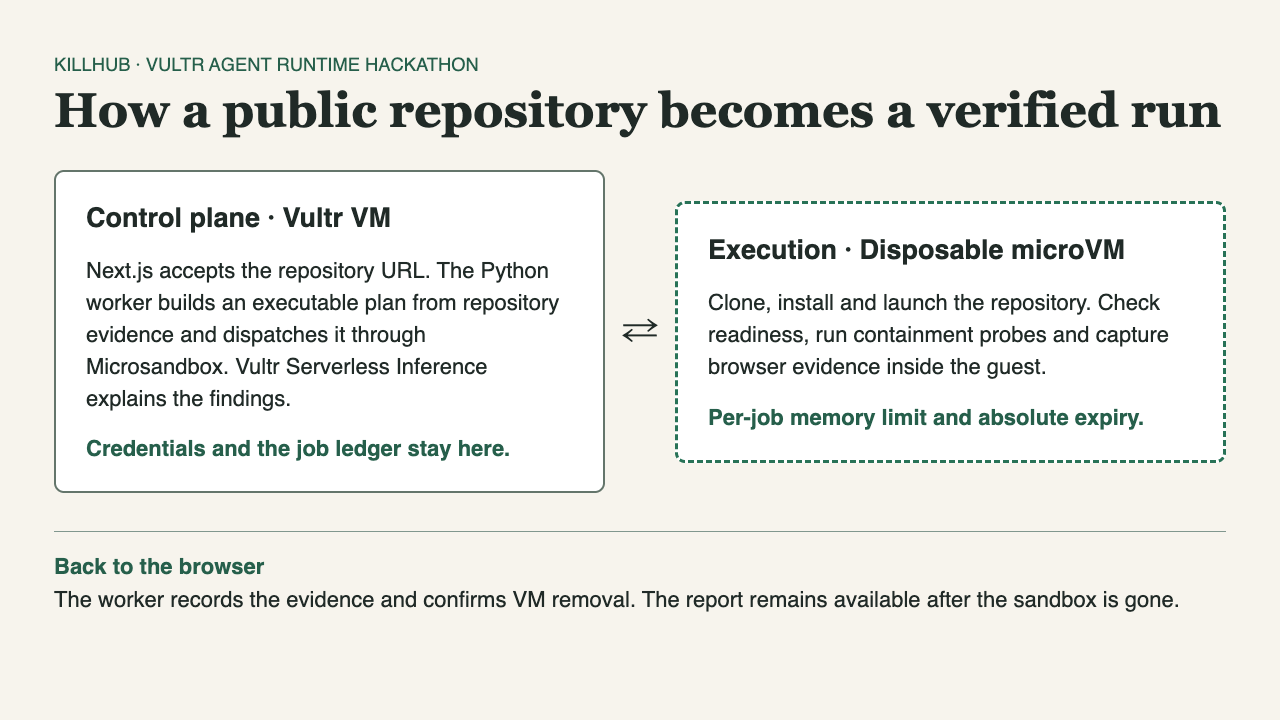 KILLHUB · VULTR AGENT RUNTIME HACKATHON
How a public repository becomes a verified run
Control plane · Vultr VM
Next.js accepts the repository URL. The Python
worker builds an executable plan from repository
evidence and dispatches it through
Microsandbox. Vultr Serverless Inference
explains the findings.
Credentials and the job ledger stay here.
⇄
Execution · Disposable microVM
Clone, install and launch the repository. Check
readiness, run containment probes and capture
browser evidence inside the guest.
Per-job memory limit and absolute expiry.
Back to the browser
The worker records the evidence and confirms VM removal. The report remains available after the sandbox is gone.